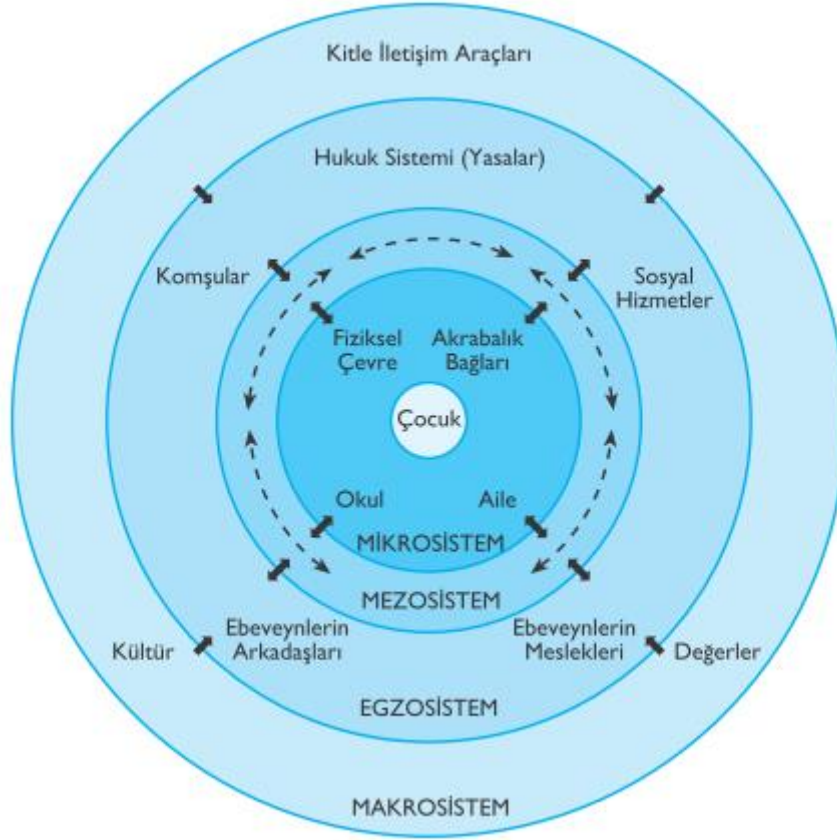 Kitle İletişim Araçları
Hukuk Sistemi (Yasalar)
Komşular
Sosyal
Hizmetler
Fiziksel
Çevre
Akrabalık
Bağları
Çocuk
Okul
Aile
MİKROSİSTEM
MEZOSİSTEM
Kültür
Ebeveynlerin
Arkadaşları
Ebeveynlerin
Meslekleri
Değerler
EGZOSİSTEM
MAKROSİSTEM